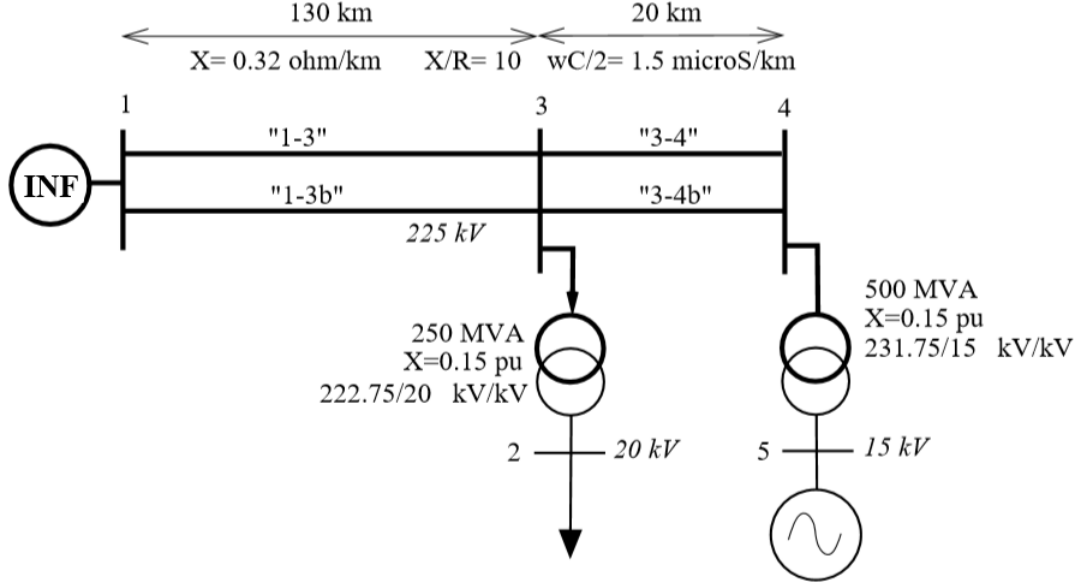 130 km
20 km
X= 0.32 ohm/km
X/R= 10
wC/2= 1.5 microS/km
1
3
4
"1-3"
"3-4"
INF
"1-3b"
"3-4b"
225 kV
500 MVA
X=0.15 pu
231.75/15 kV/kV
250 MVA
X=0.15 pu
222.75/20 kV/kV
2
20 kV
5
15 kV